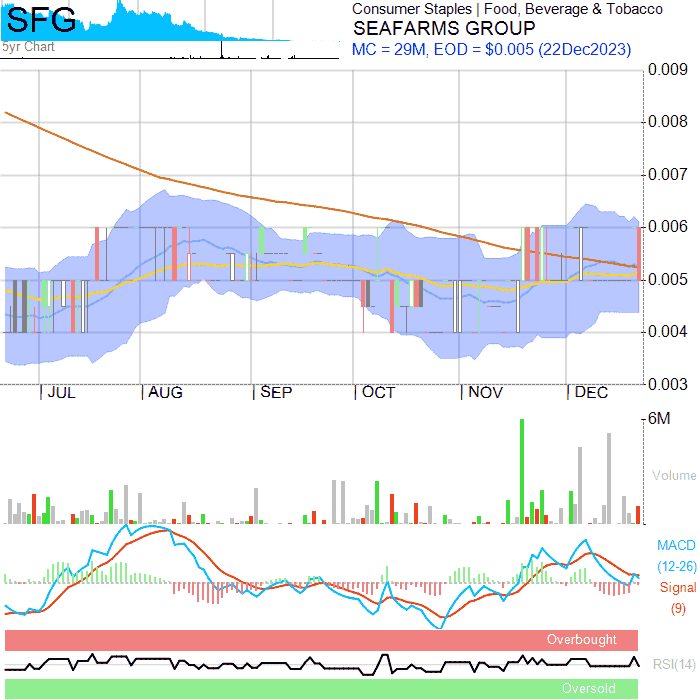 SFG
5yr Chart
Consumer Staples | Food, Beverage & Tobacco
SEAFARMS GROUP
MC = 29M, EOD = $0.005 (22Dec2023)
0.009
0.008
0.007
0.006
0.005
0.004
0.003
| JUL | AUG | SEP | OCT | NOV | DEC
6M
Volume
MACD
(12-26)
Signal
(9)
Overbought
RSI(14)
Oversold